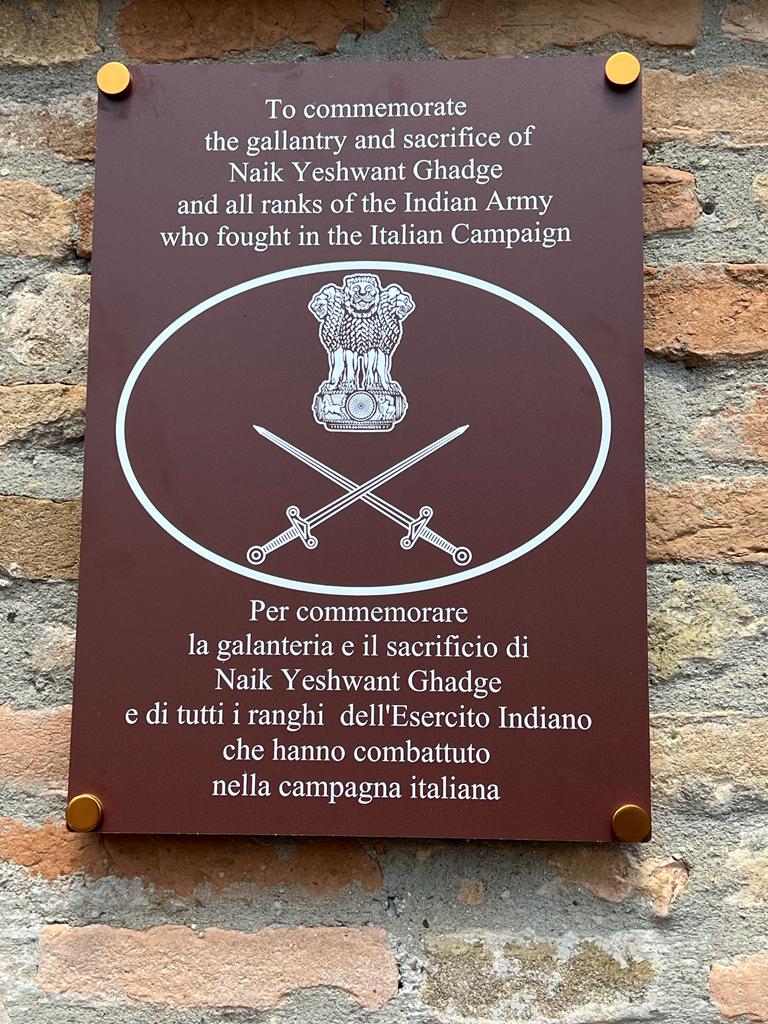 To commemorate
the gallantry and sacrifice of
Naik Yeshwant Ghadge
and all ranks of the Indian Army
who fought in the Italian Campaign
Per commemorare
la galanteria e il sacrificio di
Naik Yeshwant Ghadge
e di tutti i ranghi  dell'Esercito Indiano
che hanno combattuto
nella campagna italiana